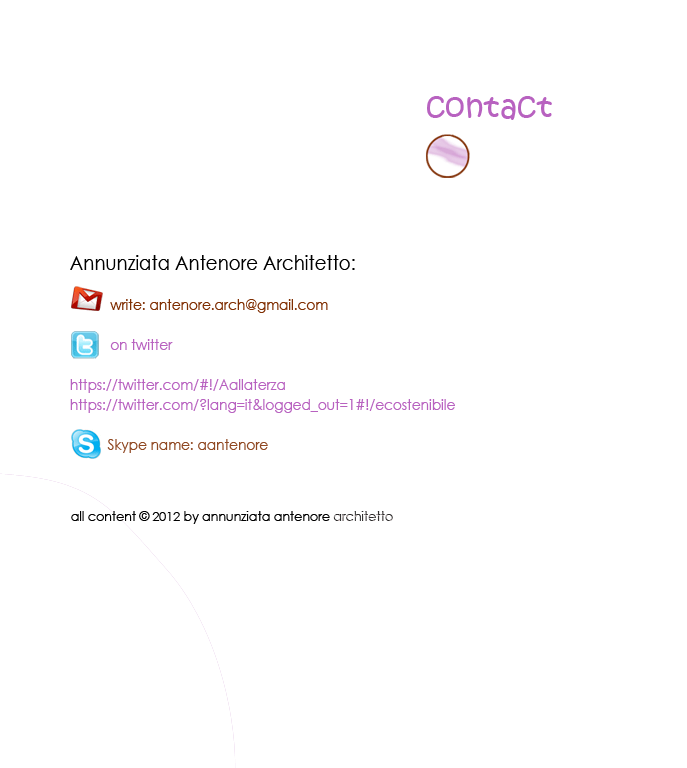 contact
Annunziata Antenore Architetto:
write: antenore.arch@gmail.com
on twitter
https://twitter.com/#!/Aallaterza
https://twitter.com/?lang=it&logged_out=1#!/ecostenibile
Skype name: aantenore
all content © 2012 by annunziata antenore architetto